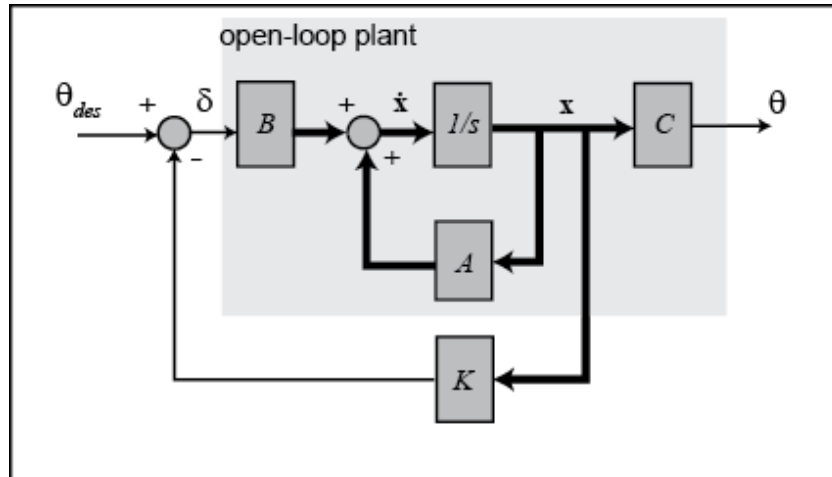 open-loop plant
θdes + δ B + ẋ 1/s x C θ
- +
A
K